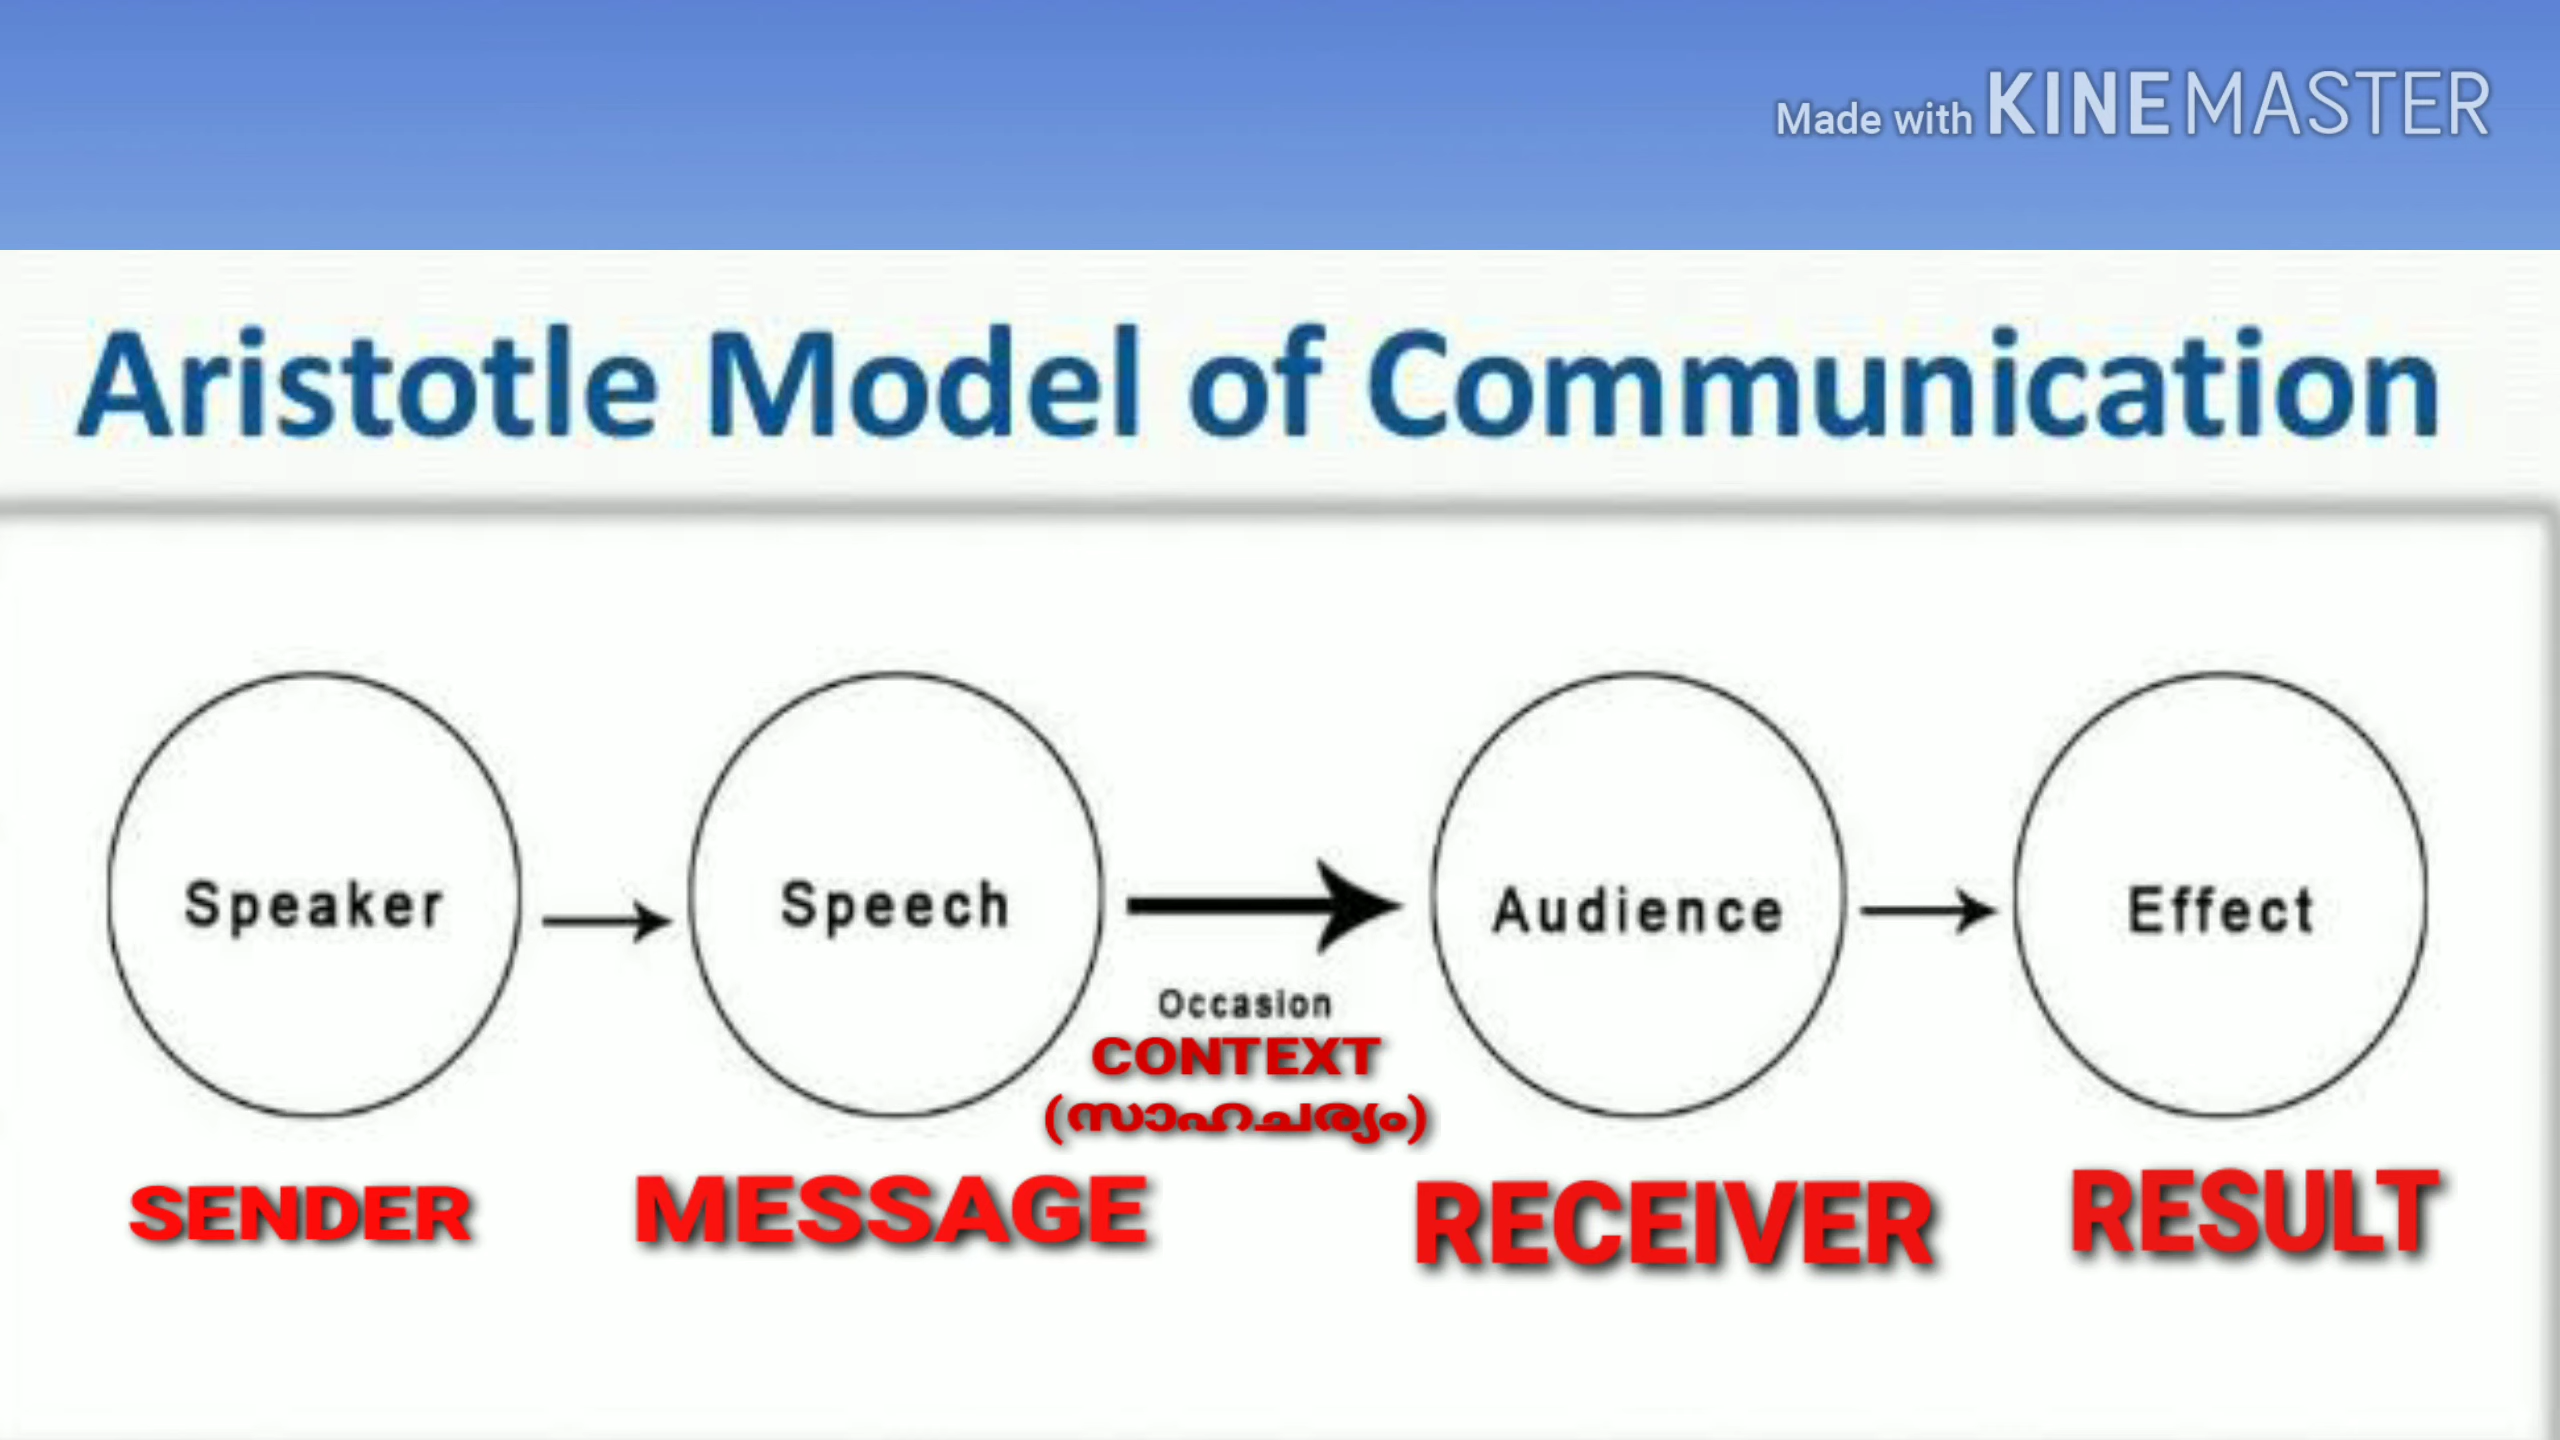 Made with KINEMASTER
Aristotle Model of Communication
Speaker
Speech
Audience
Effect
Occasion
CONTEXT
(സാഹചര്യം)
SENDER
MESSAGE
RECEIVER
RESULT